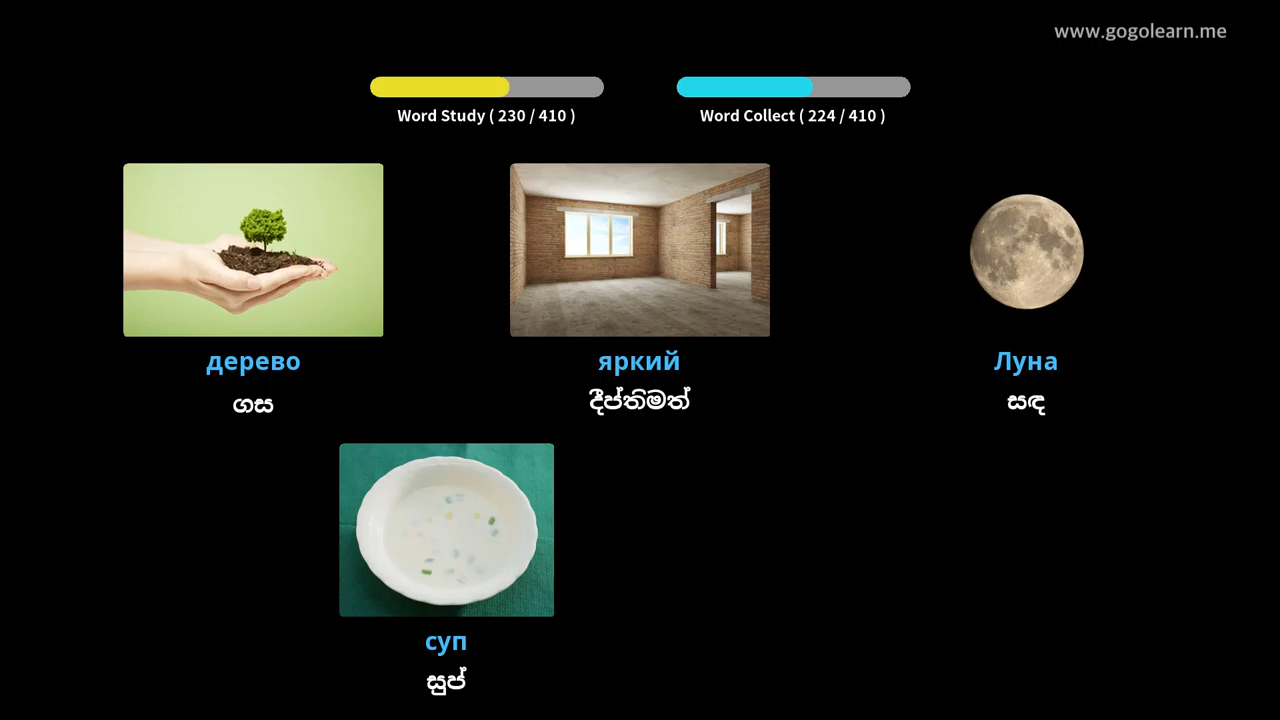 www.gogolearn.me
Word Study ( 230 / 410 )
Word Collect ( 224 / 410 )
дерево
ගස
яркий
දීප්තිමත්
Луна
සඳ
суп
සුප්